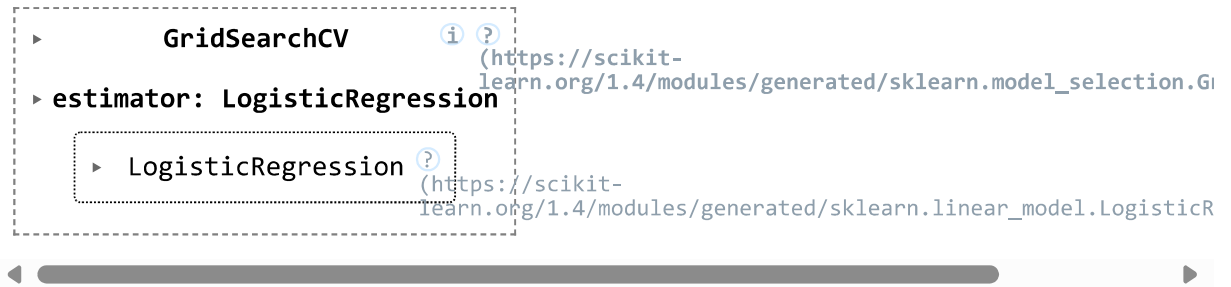 GridSearchCV i ?
(https://scikit-
learn.org/1.4/modules/generated/sklearn.model_selection.Gr
estimator: LogisticRegression
LogisticRegression ?
(https://scikit-
learn.org/1.4/modules/generated/sklearn.linear_model.LogisticR